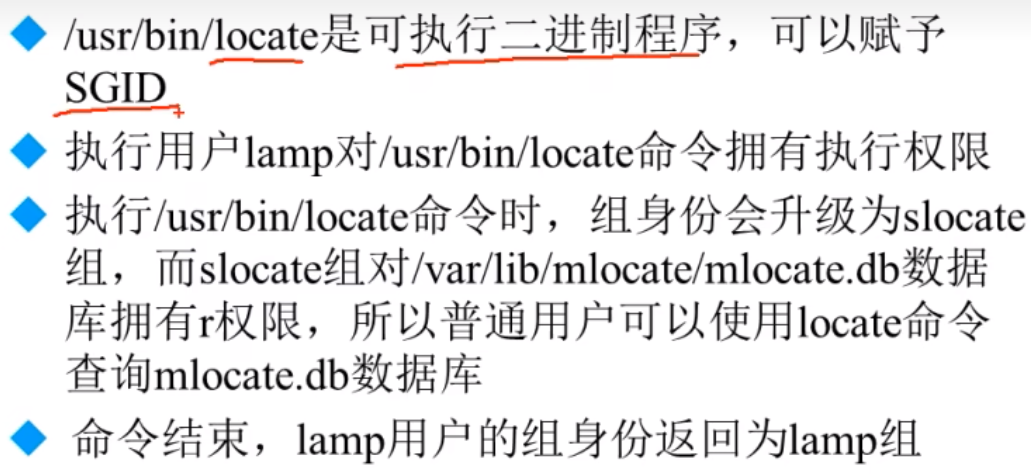 /usr/bin/locate是可执行二进制程序，可以赋予
SGID
执行用户lamp对/usr/bin/locate命令拥有执行权限
执行/usr/bin/locate命令时，组身份会升级为slocate
组，而slocate组对/var/lib/mlocate/mlocate.db数据
库拥有r权限，所以普通用户可以使用locate命令
查询mlocate.db数据库
命令结束，lamp用户的组身份返回为lamp组